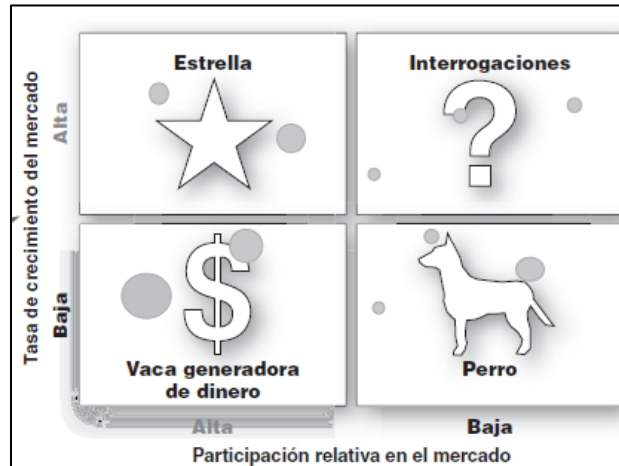 Estrella
Interrogaciones
Tasa de crecimiento del mercado
Alta
Baja
?
$
Vaca generadora
de dinero
Perro
Alta
Baja
Participación relativa en el mercado